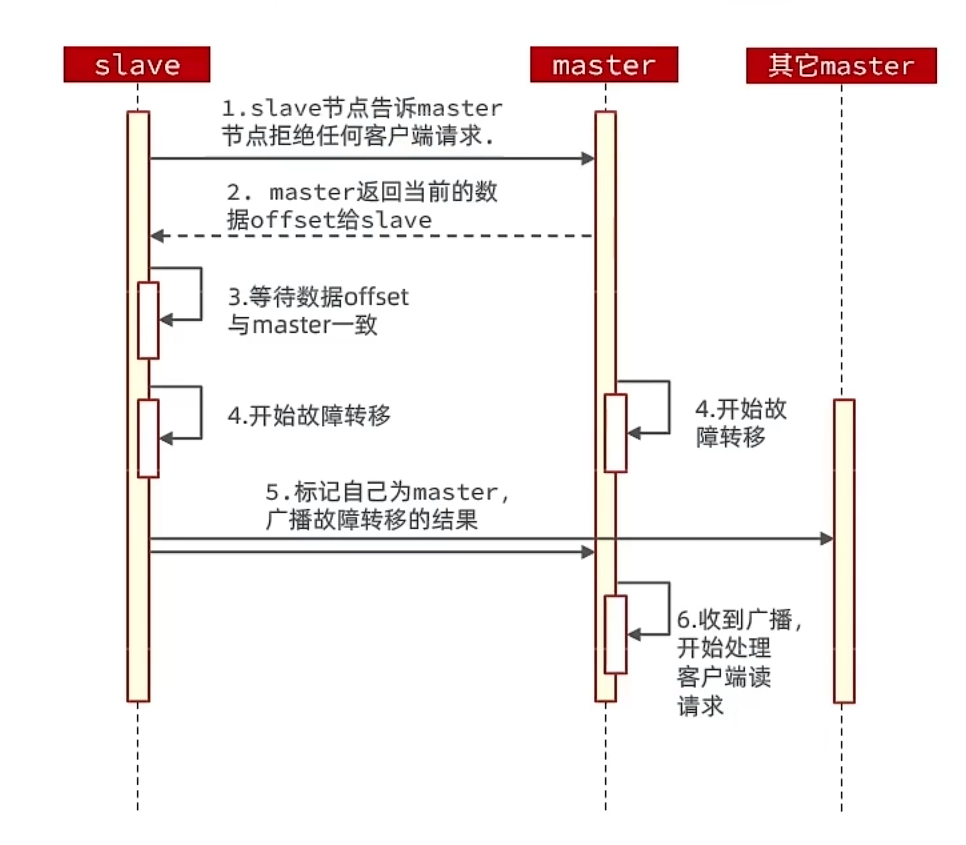 slave
master
其它master
1.slave节点告诉master
节点拒绝任何客户端请求.
2. master返回当前的数
据offset给slave
3.等待数据offset
与master一致
4.开始故障转移
4.开始故
障转移
5.标记自己为master,
广播故障转移的结果
6.收到广播,
开始处理
客户端读
请求